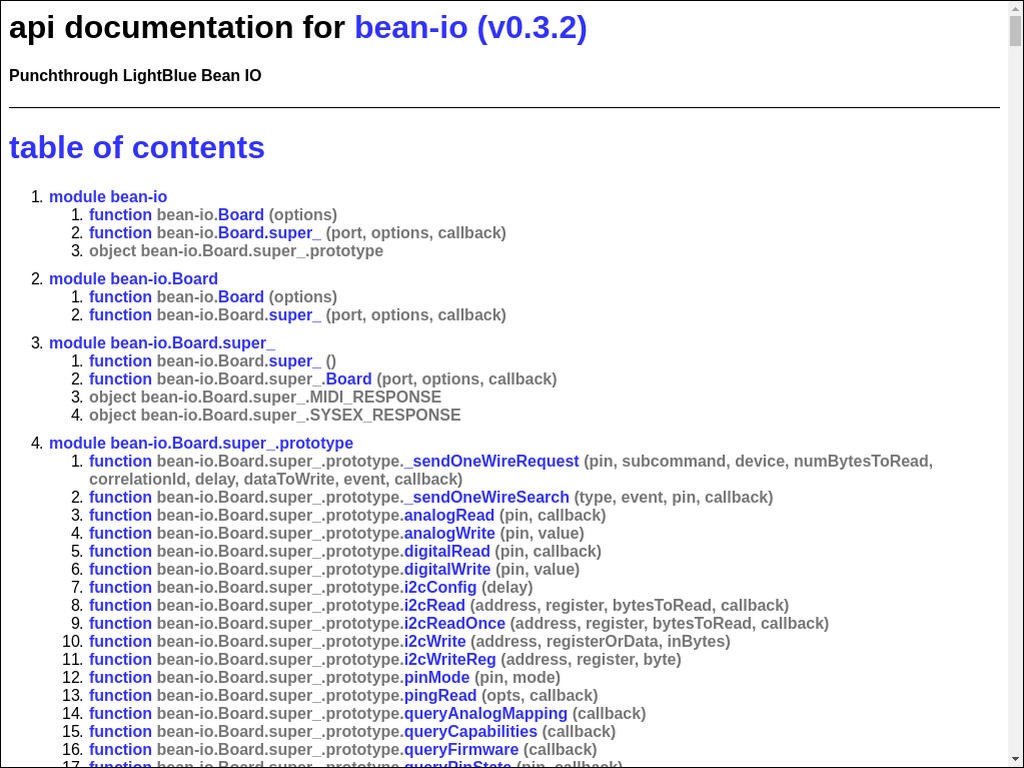 api documentation for bean-io (v0.3.2)
Punchthrough LightBlue Bean IO
table of contents
1. module bean-io
1. function bean-io.Board (options)
2. function bean-io.Board.super_ (port, options, callback)
3. object bean-io.Board.super_.prototype
2. module bean-io.Board
1. function bean-io.Board (options)
2. function bean-io.Board.super_ (port, options, callback)
3. module bean-io.Board.super_
1. function bean-io.Board.super_ ()
2. function bean-io.Board.super_.Board (port, options, callback)
3. object bean-io.Board.super_.MIDI_RESPONSE
4. object bean-io.Board.super_.SYSEX_RESPONSE
4. module bean-io.Board.super_.prototype
1. function bean-io.Board.super_.prototype._sendOneWireRequest (pin, subcommand, device, numBytesToRead,
correlationId, delay, dataToWrite, event, callback)
2. function bean-io.Board.super_.prototype._sendOneWireSearch (type, event, pin, callback)
3. function bean-io.Board.super_.prototype.analogRead (pin, callback)
4. function bean-io.Board.super_.prototype.analogWrite (pin, value)
5. function bean-io.Board.super_.prototype.digitalRead (pin, callback)
6. function bean-io.Board.super_.prototype.digitalWrite (pin, value)
7. function bean-io.Board.super_.prototype.i2cConfig (delay)
8. function bean-io.Board.super_.prototype.i2cRead (address, register, bytesToRead, callback)
9. function bean-io.Board.super_.prototype.i2cReadOnce (address, register, bytesToRead, callback)
10. function bean-io.Board.super_.prototype.i2cWrite (address, registerOrData, inBytes)
11. function bean-io.Board.super_.prototype.i2cWriteReg (address, register, byte)
12. function bean-io.Board.super_.prototype.pinMode (pin, mode)
13. function bean-io.Board.super_.prototype.pingRead (opts, callback)
14. function bean-io.Board.super_.prototype.queryAnalogMapping (callback)
15. function bean-io.Board.super_.prototype.queryCapabilities (callback)
16. function bean-io.Board.super_.prototype.queryFirmware (callback)
17. function bean-io.Board.super_.prototype.queryPinState (pin, callback)